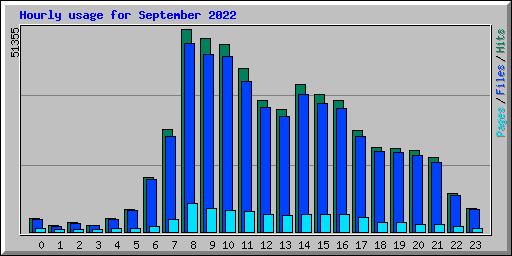 Hourly usage for September 2022
51355
Pages / Files / Hits
0 1 2 3 4 5 6 7 8 9 10 11 12 13 14 15 16 17 18 19 20 21 22 23